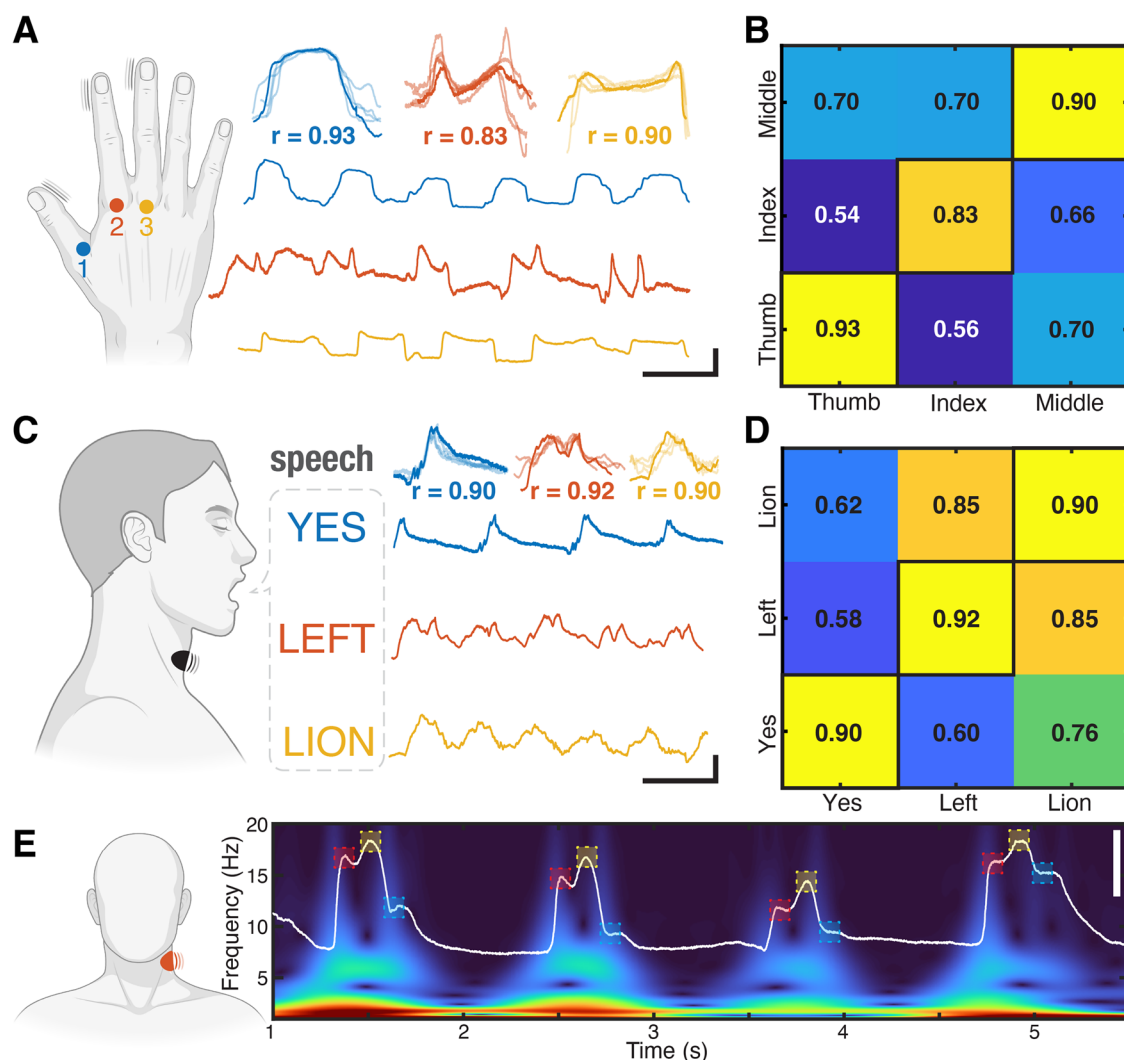 A
r = 0.93
r = 0.83
r = 0.90
1
2
3
B
Middle
Index
Thumb
0.70 0.70 0.90
0.54 0.83 0.66
0.93 0.56 0.70
Thumb Index Middle
C
speech
YES
LEFT
LION
r = 0.90
r = 0.92
r = 0.90
D
Lion
Left
Yes
0.62 0.85 0.90
0.58 0.92 0.85
0.90 0.60 0.76
Yes Left Lion
E
Frequency (Hz)
20
15
10
5
1 2 3 4 5
Time (s)